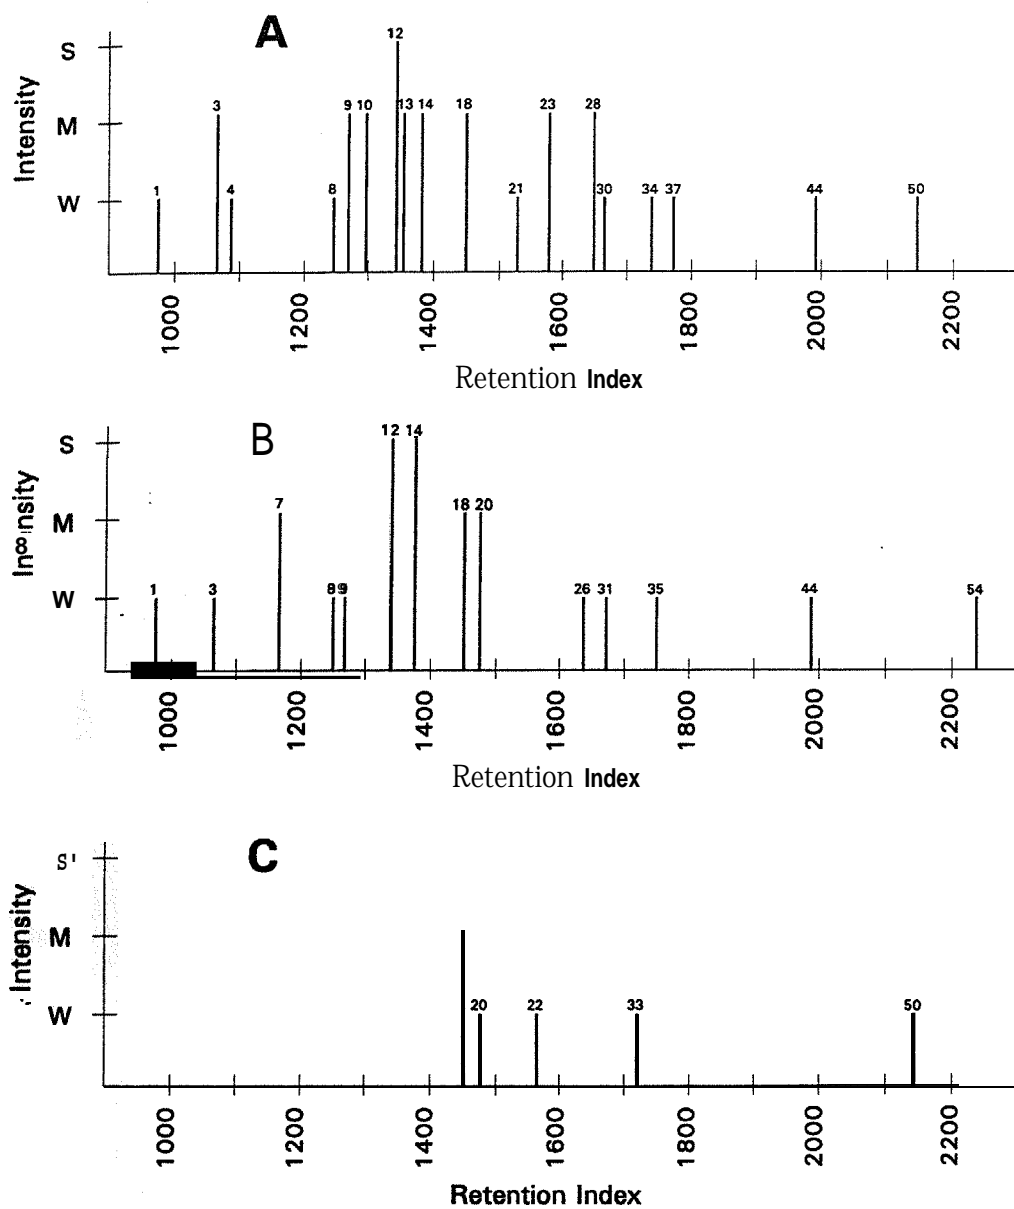 A
S
M
W
Intensity
1 3 4 8 9 10 12 13 14 18 21 23 28 30 34 37 44 50
1000 1200 1400 1600 1800 2000 2200
Retention Index
B
S
M
W
In∞nsity
1 3 7 8 9 12 14 18 20 26 31 35 44 54
1000 1200 1400 1600 1800 2000 2200
Retention Index
C
S'
M
W
Intensity
20 22 33 50
1000 1200 1400 1600 1800 2000 2200
Retention Index